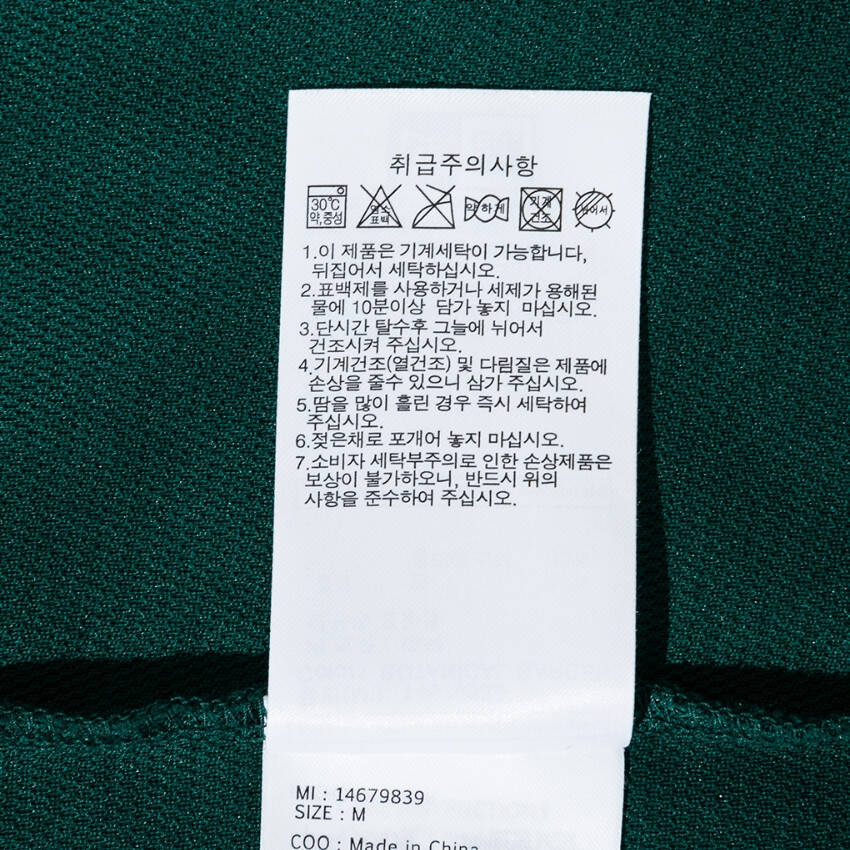 취급주의사항
30℃
약,중성
염소
표백
약하게
기계
건조
뉘어서
1.이 제품은 기계세탁이 가능합니다,
뒤집어서 세탁하십시오.
2.표백제를 사용하거나 세제가 용해된
물에 10분이상 담가 놓지 마십시오.
3.단시간 탈수후 그늘에 뉘어서
건조시켜 주십시오.
4.기계건조(열건조) 및 다림질은 제품에
손상을 줄수 있으니 삼가 주십시오.
5.땀을 많이 흘린 경우 즉시 세탁하여
주십시오.
6.젖은채로 포개어 놓지 마십시오.
7.소비자 세탁부주의로 인한 손상제품은
보상이 불가하오니, 반드시 위의
사항을 준수하여 주십시오.
MI : 14679839
SIZE : M
COO : Made in China